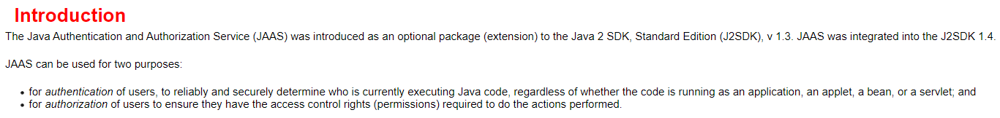 Introduction
The Java Authentication and Authorization Service (JAAS) was introduced as an optional package (extension) to the Java 2 SDK, Standard Edition (J2SDK), v 1.3. JAAS was integrated into the J2SDK 1.4.
JAAS can be used for two purposes:
• for authentication of users, to reliably and securely determine who is currently executing Java code, regardless of whether the code is running as an application, an applet, a bean, or a servlet; and
• for authorization of users to ensure they have the access control rights (permissions) required to do the actions performed.